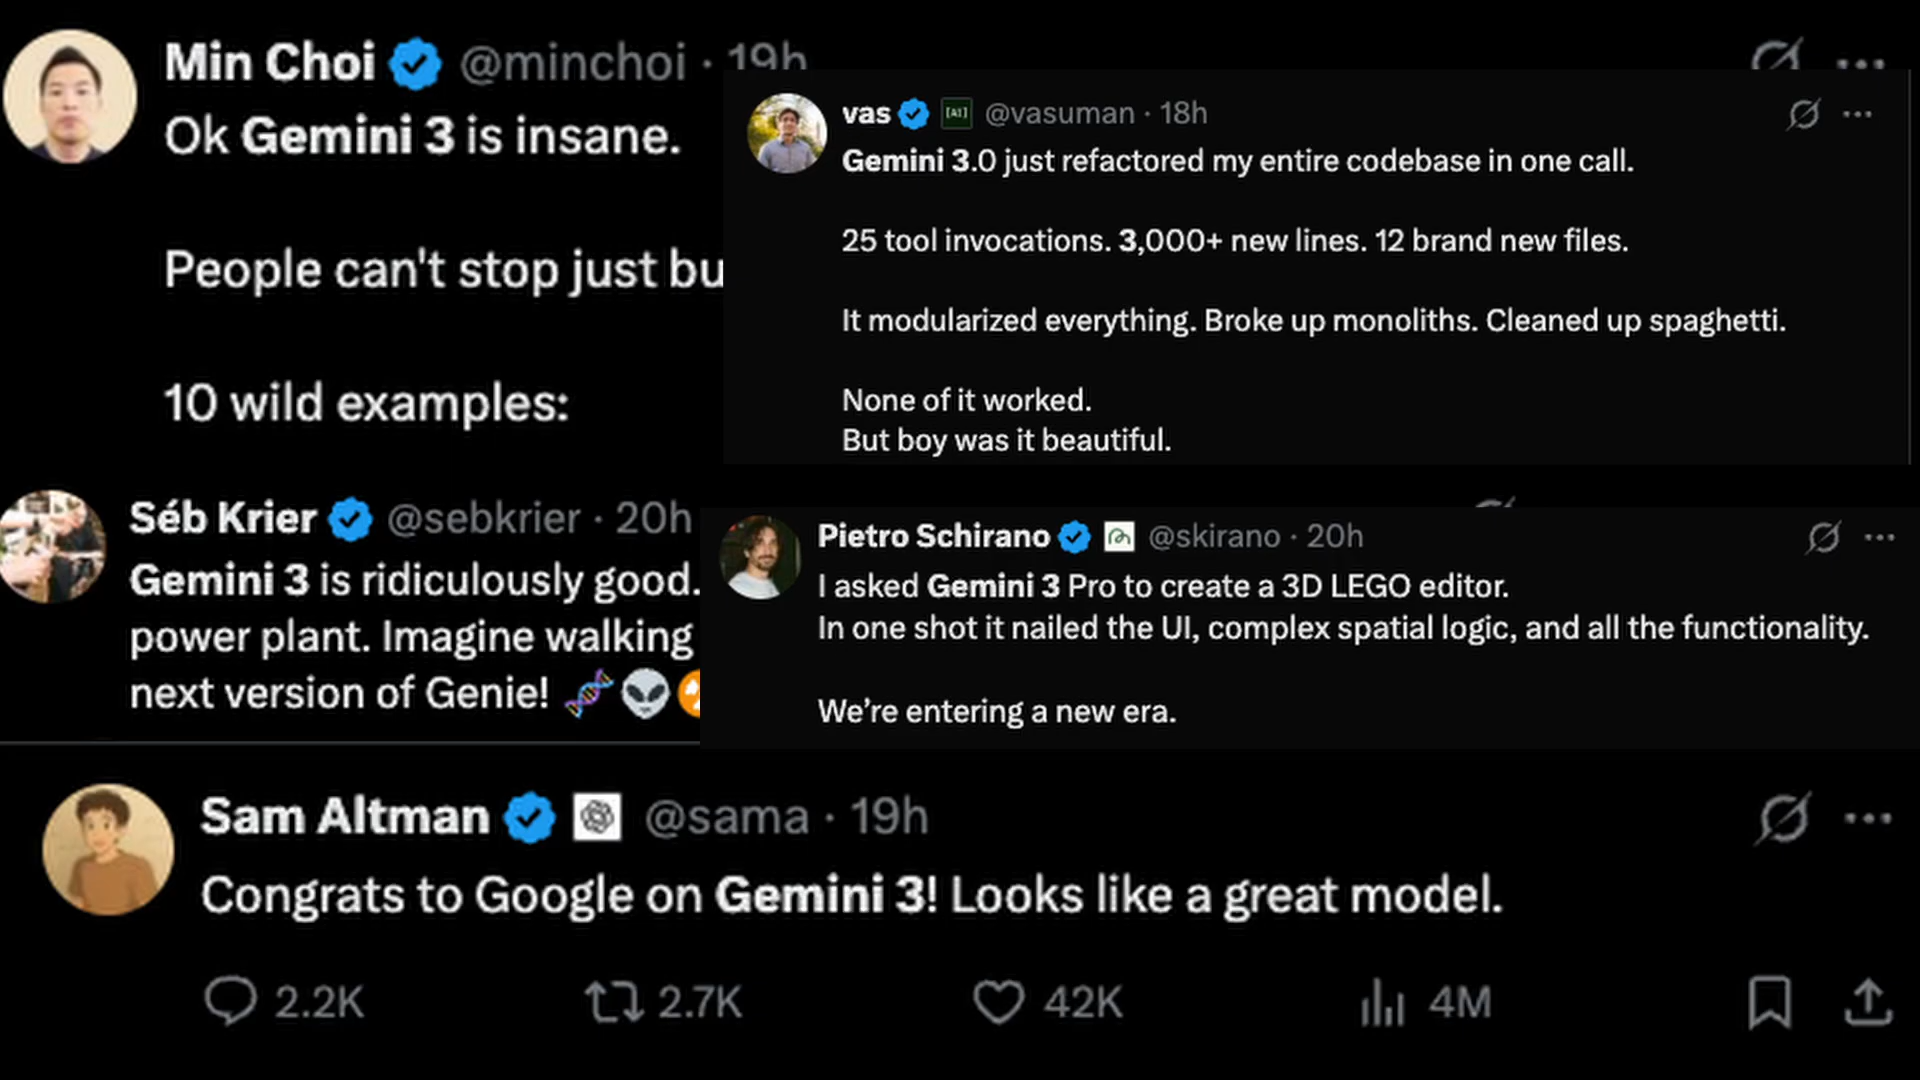 Min Choi @minchoi · 19h
Ok Gemini 3 is insane.
People can't stop just bu
10 wild examples:
vas [AI] @vasuman · 18h
Gemini 3.0 just refactored my entire codebase in one call.
25 tool invocations. 3,000+ new lines. 12 brand new files.
It modularized everything. Broke up monoliths. Cleaned up spaghetti.
None of it worked.
But boy was it beautiful.
Séb Krier @sebkrier · 20h
Gemini 3 is ridiculously good.
power plant. Imagine walking
next version of Genie! 🧬👽
Pietro Schirano @skirano · 20h
I asked Gemini 3 Pro to create a 3D LEGO editor.
In one shot it nailed the UI, complex spatial logic, and all the functionality.
We're entering a new era.
Sam Altman @sama · 19h
Congrats to Google on Gemini 3! Looks like a great model.
2.2K 2.7K 42K 4M